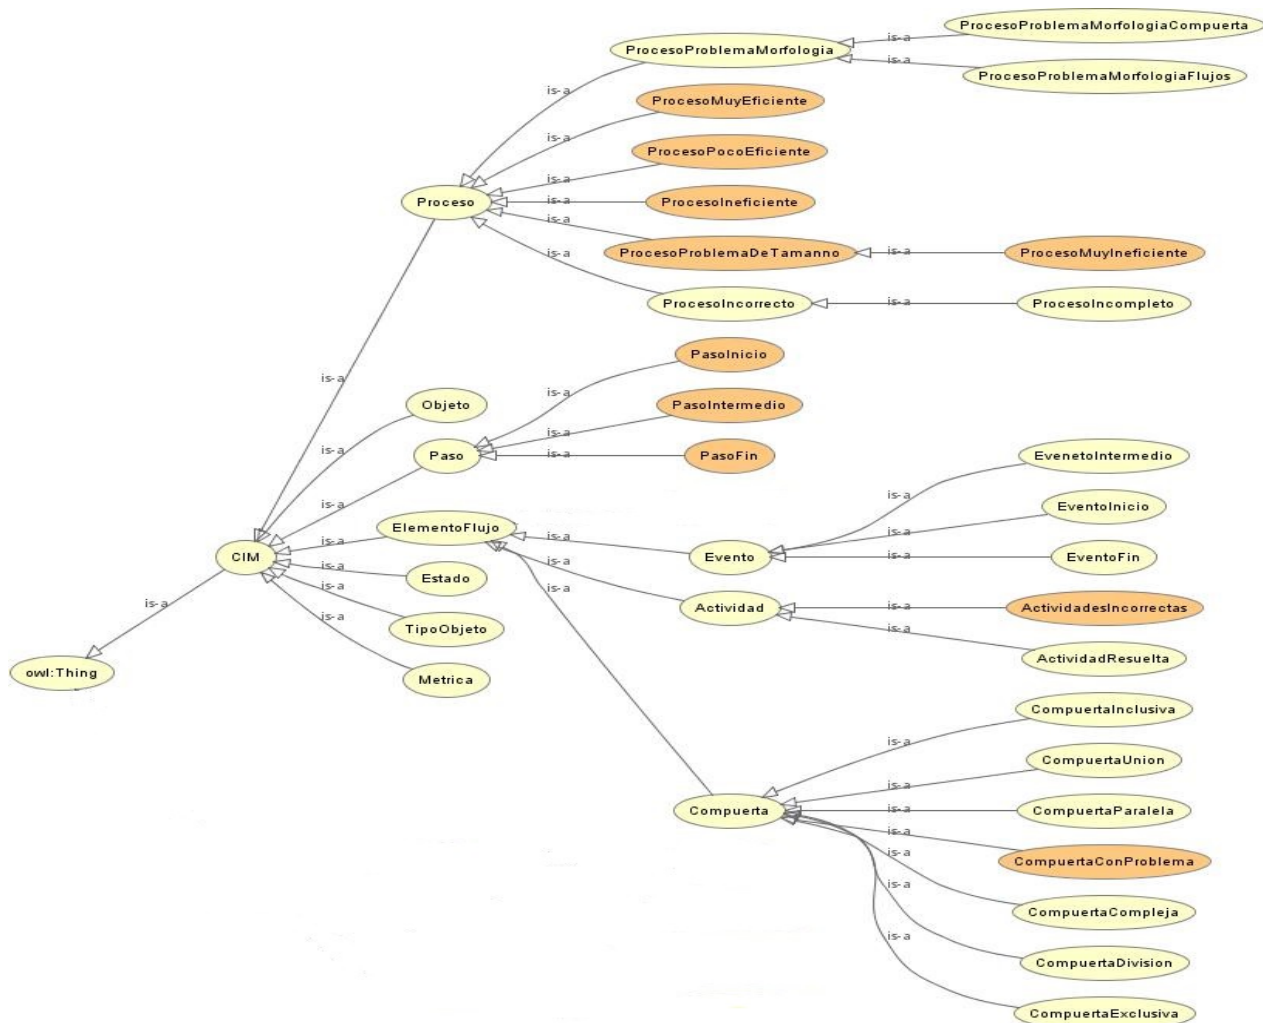 ProcesoProblemaMorfologiaCompuerta
is-a
ProcesoProblemaMorfologia
is-a
ProcesoProblemaMorfologiaFlujos
is-a
ProcesoMuyEficiente
is-a
ProcesoPocoEficiente
is-a
Proceso
is-a
ProcesoIneficiente
is-a
ProcesoProblemaDeTamanno
is-a
ProcesoMuyIneficiente
is-a
ProcesoIncorrecto
is-a
ProcesoIncompleto
PasoInicio
is-a
is-a
Objeto
PasoIntermedio
is-a
is-a
Paso
is-a
PasoFin
EvenetoIntermedio
is-a
is-a
ElementoFlujo
EventoInicio
is-a
is-a
is-a
CIM
Evento
is-a
EventoFin
is-a
Estado
is-a
is-a
Actividad
is-a
ActividadesIncorrectas
is-a
is-a
TipoObjeto
is-a
ActividadResuelta
is-a
owl:Thing
Metrica
CompuertaInclusiva
is-a
CompuertaUnion
is-a
Compuerta
is-a
CompuertaParalela
is-a
CompuertaConProblema
is-a
CompuertaCompleja
is-a
CompuertaDivision
is-a
CompuertaExclusiva